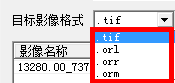 目标影像格式 .tif
.tif
影像名称
.orl
.orr
13280.00_737
.orm